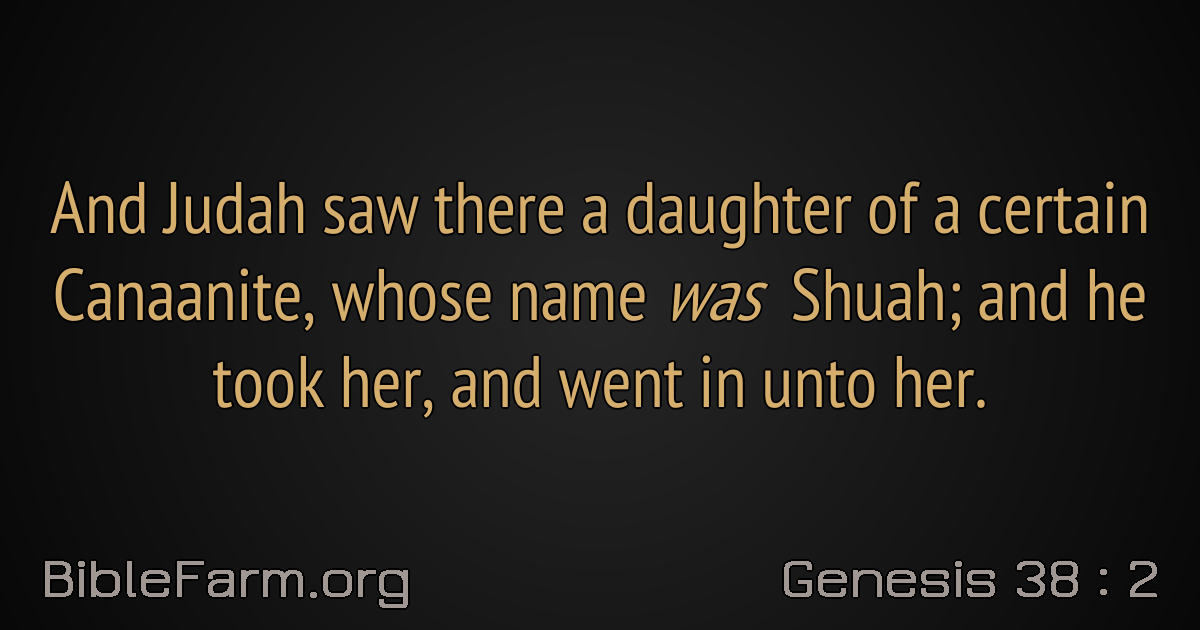 And Judah saw there a daughter of a certain
Canaanite, whose name was Shuah; and he
took her, and went in unto her.
BibleFarm.org
Genesis 38 : 2